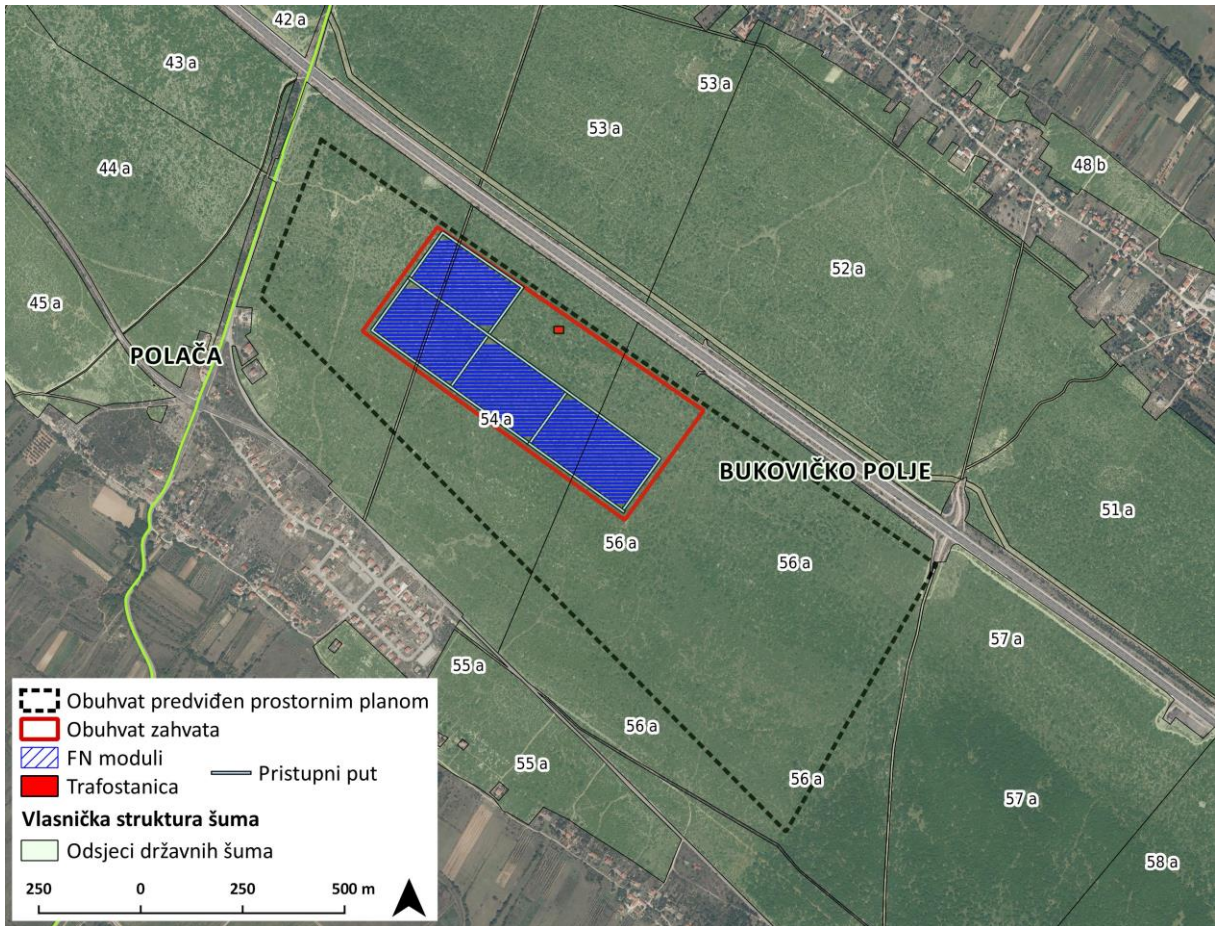 42 a
43 a
53 a
53 a
44 a
48 b
52 a
45 a
POLAČA
54 a
BUKOVIČKO POLJE
51 a
56 a
56 a
57 a
55 a
56 a
55 a
56 a
57 a
58 a
Obuhvat predviđen prostornim planom
Obuhvat zahvata
FN moduli
Pristupni put
Trafostanica
Vlasnička struktura šuma
Odsjeci državnih šuma
250 0 250 500 m